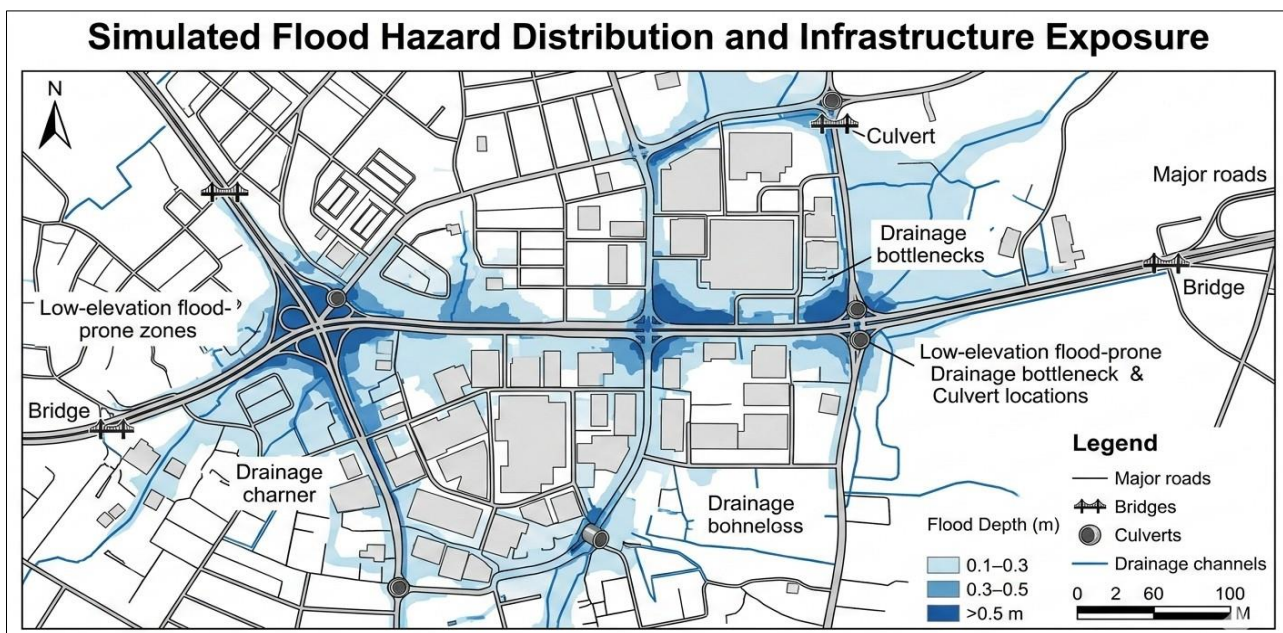 Simulated Flood Hazard Distribution and Infrastructure Exposure
N
Culvert
Major roads
Drainage
bottlenecks
Low-elevation flood-
prone zones
Bridge
Low-elevation flood-prone
Drainage bottleneck &
Culvert locations
Bridge
Drainage
charner
Drainage
bohneloss
Legend
Major roads
Bridges
Culverts
Drainage channels
Flood Depth (m)
0.1–0.3
0.3–0.5
>0.5 m
0 2 60 100
M